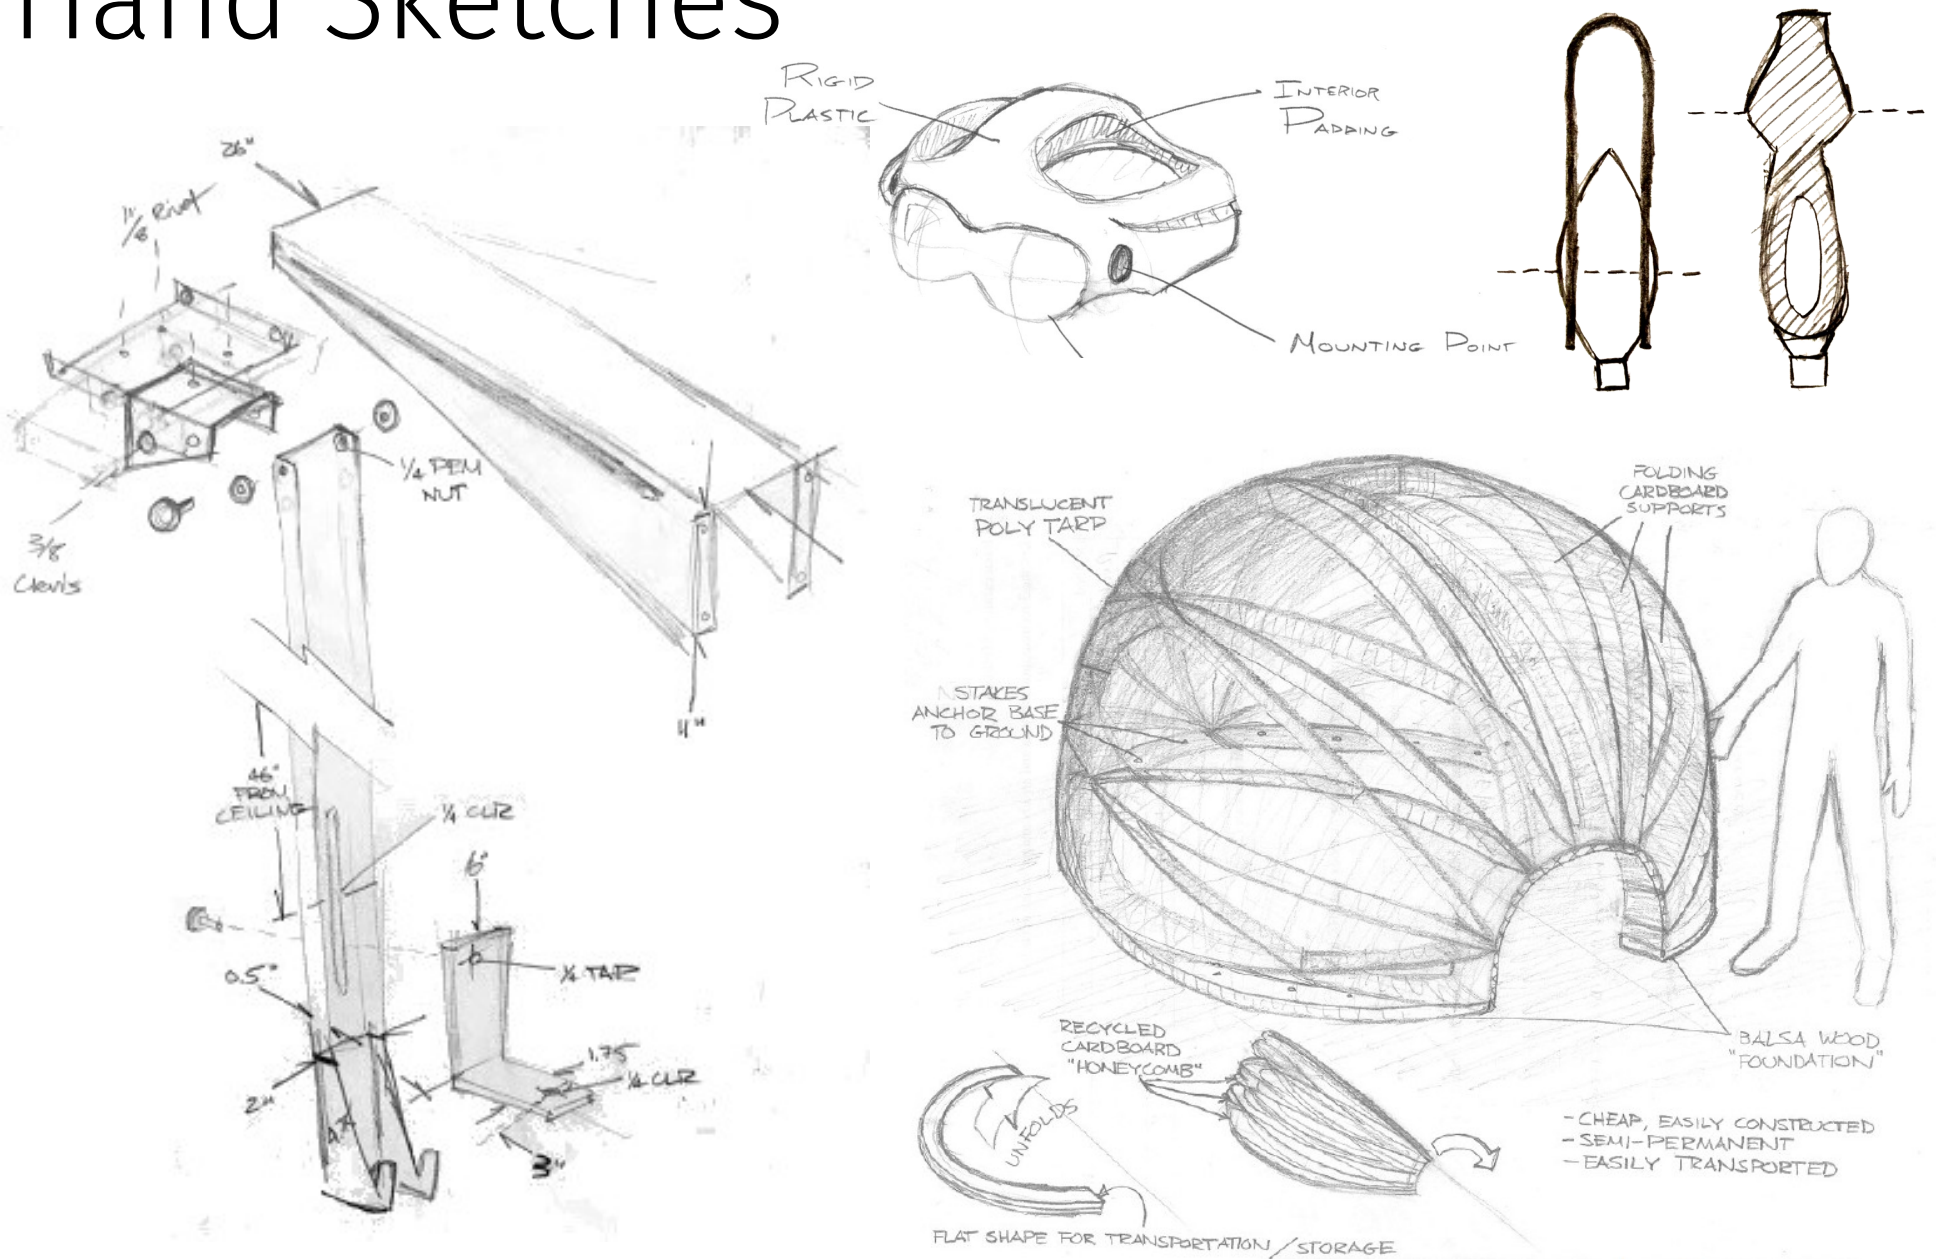 Hand Sketches
RIGID
PLASTIC
INTERIOR
PADDING
MOUNTING POINT
26"
1/8 Rivet
1/4 PEM
NUT
3/8
Clevis
11"
46"
FROM
CEILING
1/4 CLR
6"
0.5"
1/4 TAP
1.75
1/4 CLR
2"
3"
TRANSLUCENT
POLY TARP
FOLDING
CARDBOARD
SUPPORTS
STAKES
ANCHOR BASE
TO GROUND
BALSA WOOD
"FOUNDATION"
RECYCLED
CARDBOARD
"HONEYCOMB"
UNFOLDS
-CHEAP, EASILY CONSTRUCTED
-SEMI-PERMANENT
-EASILY TRANSPORTED
FLAT SHAPE FOR TRANSPORTATION/STORAGE